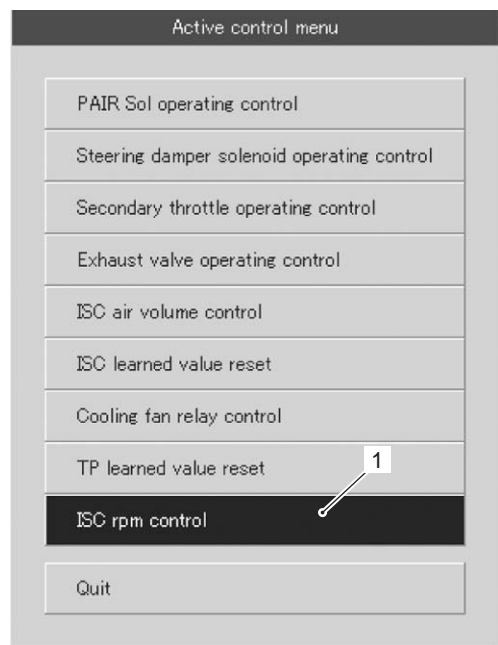 Active control menu
PAIR Sol operating control
Steering damper solenoid operating control
Secondary throttle operating control
Exhaust valve operating control
ISC air volume control
ISC learned value reset
Cooling fan relay control
TP learned value reset
1
ISC rpm control
Quit